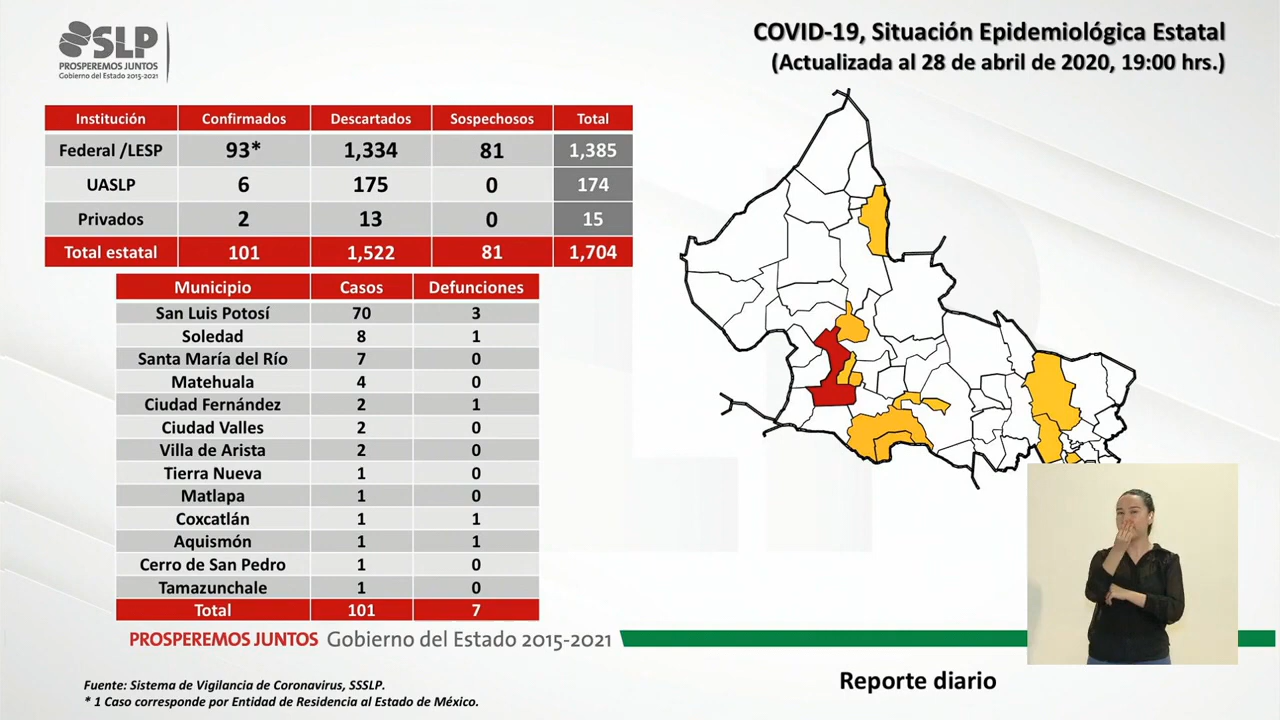 SLP
PROSPEREMOS JUNTOS
Gobierno del Estado 2015-2021
COVID-19, Situación Epidemiológica Estatal
(Actualizada al 28 de abril de 2020, 19:00 hrs.)
Institución Confirmados Descartados Sospechosos Total
Federal /LESP 93* 1,334 81 1,385
UASLP 6 175 0 174
Privados 2 13 0 15
Total estatal 101 1,522 81 1,704
Municipio Casos Defunciones
San Luis Potosí 70 3
Soledad 8 1
Santa María del Río 7 0
Matehuala 4 0
Ciudad Fernández 2 1
Ciudad Valles 2 0
Villa de Arista 2 0
Tierra Nueva 1 0
Matlapa 1 0
Coxcatlán 1 1
Aquismón 1 1
Cerro de San Pedro 1 0
Tamazunchale 1 0
Total 101 7
PROSPEREMOS JUNTOS Gobierno del Estado 2015-2021
Reporte diario
Fuente: Sistema de Vigilancia de Coronavirus, SSSLP.
* 1 Caso corresponde por Entidad de Residencia al Estado de México.